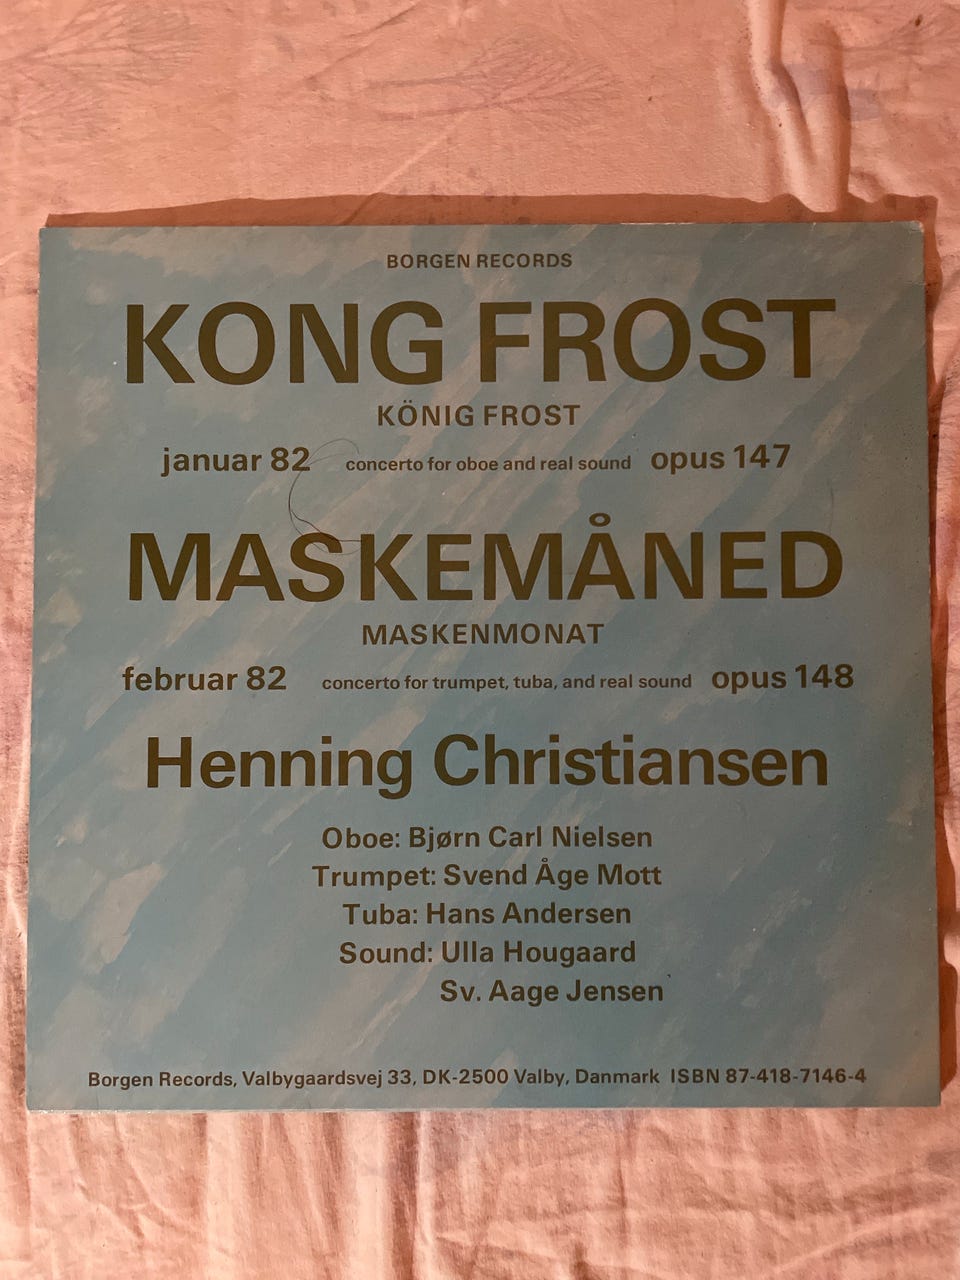 BORGEN RECORDS
KONG FROST
KÖNIG FROST
januar 82 concerto for oboe and real sound opus 147
MASKEMÅNED
MASKENMONAT
februar 82 concerto for trumpet, tuba, and real sound opus 148
Henning Christiansen
Oboe: Bjørn Carl Nielsen
Trumpet: Svend Åge Mott
Tuba: Hans Andersen
Sound: Ulla Hougaard
Sv. Aage Jensen
Borgen Records, Valbygaardsvej 33, DK-2500 Valby, Danmark ISBN 87-418-7146-4